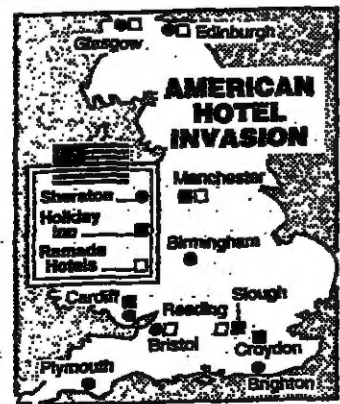 Glasgow
Edinburgh
AMERICAN
HOTEL
INVASION
Sheraton
Holiday
Inn
Ramada
Hotels
Manchester
Birmingham
Cardiff
Reading
Slough
Bristol
Croydon
Plymouth
Brighton